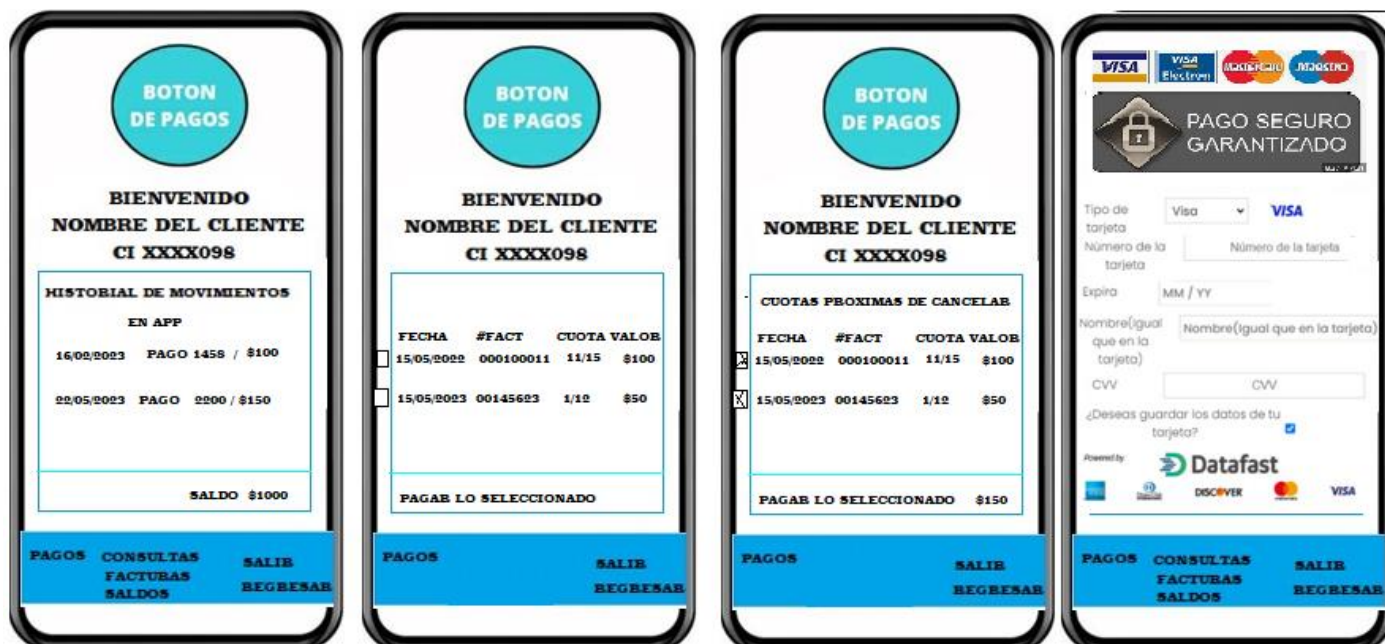 BOTON
DE PAGOS
BIENVENIDO
NOMBRE DEL CLIENTE
CI XXXX098
HISTORIAL DE MOVIMIENTOS
EN APP
16/02/2023 PAGO 1458 / $100
22/05/2023 PAGO 2200 / $150
SALDO $1000
PAGOS CONSULTAS FACTURAS SALDOS SALIR REGRESAR
BOTON
DE PAGOS
BIENVENIDO
NOMBRE DEL CLIENTE
CI XXXX098
FECHA #FACT CUOTA VALOR
15/05/2022 000100011 11/15 $100
15/05/2023 00145623 1/12 $50
PAGAR LO SELECCIONADO
PAGOS SALIR
REGRESAR
BOTON
DE PAGOS
BIENVENIDO
NOMBRE DEL CLIENTE
CI XXXX098
CUOTAS PROXIMAS DE CANCELAR
FECHA #FACT CUOTA VALOR
X 15/05/2022 000100011 11/15 $100
X 15/05/2023 00145623 1/12 $50
PAGAR LO SELECCIONADO $150
PAGOS SALIR
REGRESAR
VISA VISA Electron MasterCard Maestro
PAGO SEGURO
GARANTIZADO
Tipo de tarjeta Visa VISA
Número de la tarjeta Número de la tarjeta
Expira MM / YY
Nombre(Igual que en la tarjeta) Nombre(Igual que en la tarjeta)
CVV CVV
¿Deseas guardar los datos de tu
tarjeta?
Powered by Datafast
DISCOVER VISA
PAGOS CONSULTAS FACTURAS SALDOS SALIR REGRESAR